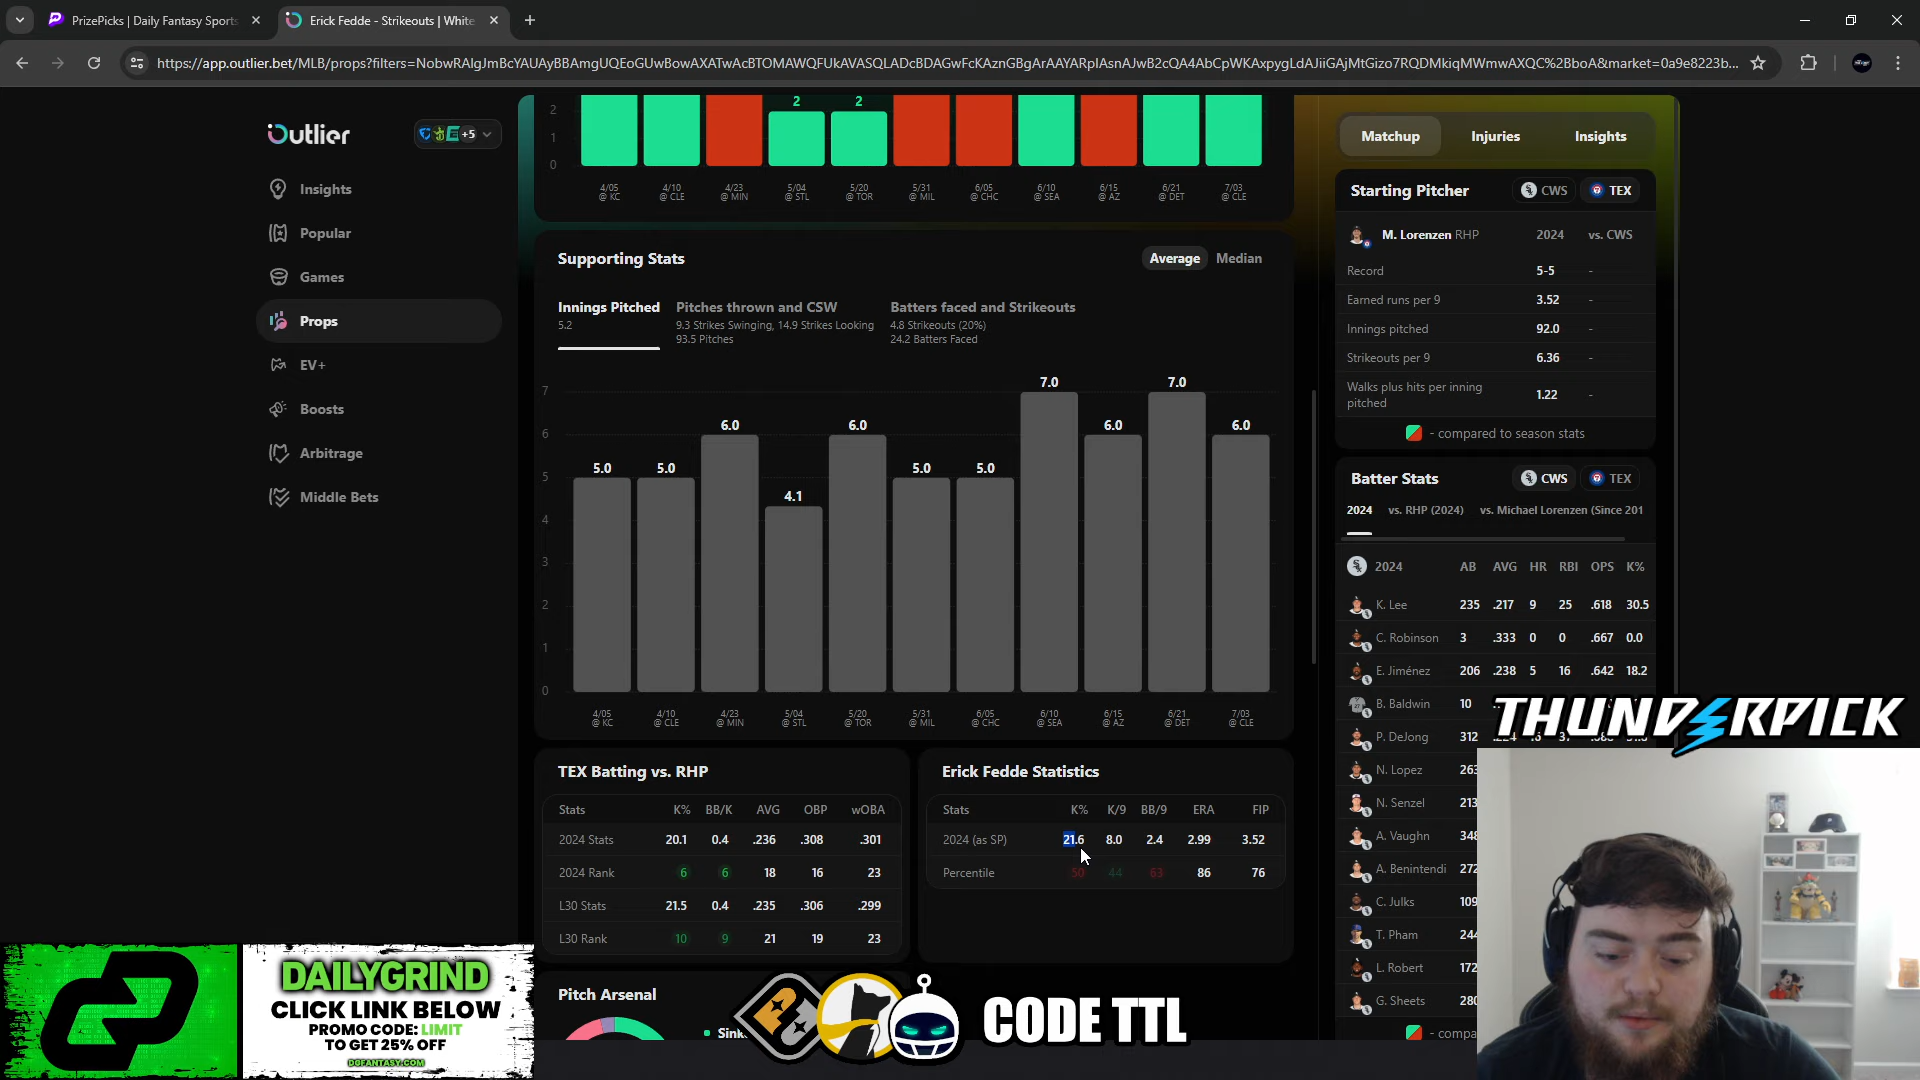 PrizePicks | Daily Fantasy Sports
Erick Fedde - Strikeouts | White
https://app.outlier.bet/MLB/props?filters=NobwRAlgJmBcYAUAyBBAmgUQEoGUwBowAXATwAcBTOMAWQFUkAVASQLADcBDAGwFcKAznGBgArAAYARpIAsnAJwB2cQA4AbCpWKAxpygLdAJiiGAjMtGizo7RQDMkiqMWmwAXQC%2BboA&market=0a9e8223b...
Outlier
+5
Insights
Popular
Games
Props
EV+
Boosts
Arbitrage
Middle Bets
2 1 0
2 2
4/05 4/10 4/23 5/04 5/20 5/31 6/05 6/10 6/15 6/21 7/03
@ KC @ CLE @ MIN @ STL @ TOR @ MIL @ CHC @ SEA @ AZ @ DET @ CLE
Supporting Stats
Average Median
Innings Pitched
5.2
Pitches thrown and CSW
9.3 Strikes Swinging, 14.9 Strikes Looking
93.5 Pitches
Batters faced and Strikeouts
4.8 Strikeouts (20%)
24.2 Batters Faced
7 6 5 4 3 2 1 0
5.0 5.0 6.0 4.1 6.0 5.0 5.0 7.0 6.0 7.0 6.0
4/05 4/10 4/23 5/04 5/20 5/31 6/05 6/10 6/15 6/21 7/03
@ KC @ CLE @ MIN @ STL @ TOR @ MIL @ CHC @ SEA @ AZ @ DET @ CLE
TEX Batting vs. RHP
Stats K% BB/K AVG OBP wOBA
2024 Stats 20.1 0.4 .236 .308 .301
2024 Rank 6 6 18 16 23
L30 Stats 21.5 0.4 .235 .306 .299
L30 Rank 10 9 21 19 23
Erick Fedde Statistics
Stats K% K/9 BB/9 ERA FIP
2024 (as SP) 21.6 8.0 2.4 2.99 3.52
Percentile 50 44 63 86 76
Pitch Arsenal
Matchup Injuries Insights
Starting Pitcher CWS TEX
M. Lorenzen RHP 2024 vs. CWS
Record 5-5 -
Earned runs per 9 3.52 -
Innings pitched 92.0 -
Strikeouts per 9 6.36 -
Walks plus hits per inning
pitched 1.22 -
- compared to season stats
Batter Stats CWS TEX
2024 vs. RHP (2024) vs. Michael Lorenzen (Since 201
2024 AB AVG HR RBI OPS K%
K. Lee 235 .217 9 25 .618 30.5
C. Robinson 3 .333 0 0 .667 0.0
E. Jiménez 206 .238 5 16 .642 18.2
B. Baldwin 10
P. DeJong 312
N. Lopez 263
N. Senzel 213
A. Vaughn 348
A. Benintendi 272
C. Julks 109
T. Pham 244
L. Robert 172
G. Sheets 280
THUNDERPICK
DAILYGRIND
CLICK LINK BELOW
PROMO CODE: LIMIT
TO GET 25% OFF
DGFANTASY.COM
CODE TTL